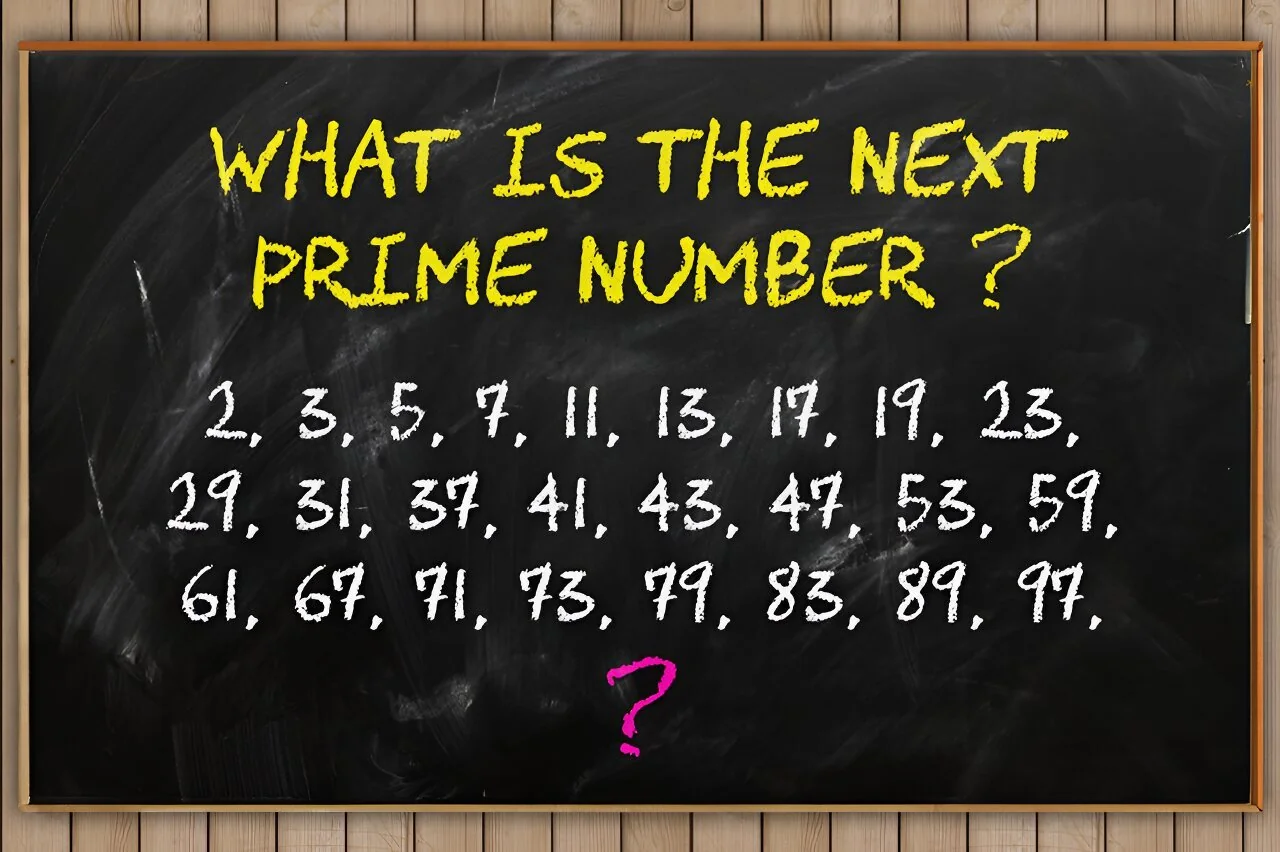 WHAT IS THE NEXT
PRIME NUMBER ?
2, 3, 5, 7, 11, 13, 17, 19, 23,
29, 31, 37, 41, 43, 47, 53, 59,
61, 67, 71, 73, 79, 83, 89, 97,
?